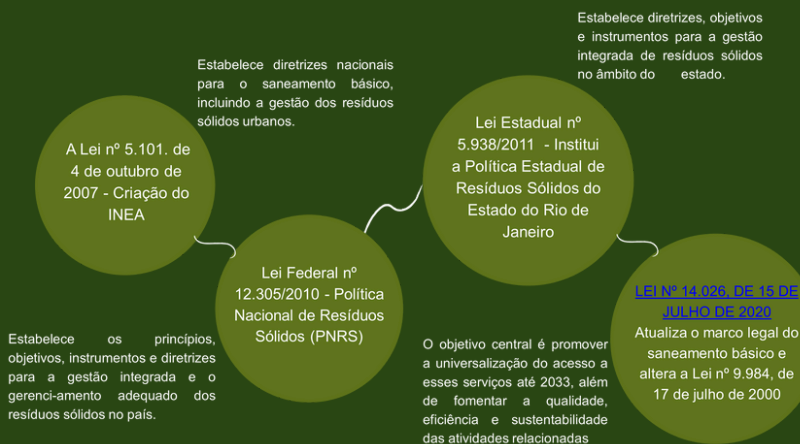 Estabelece diretrizes, objetivos
e instrumentos para a gestão
integrada de resíduos sólidos
no âmbito do estado.
Estabelece diretrizes nacionais
para o saneamento básico,
incluindo a gestão dos resíduos
sólidos urbanos.
A Lei nº 5.101. de
4 de outubro de
2007 - Criação do
INEA
Lei Estadual nº
5.938/2011 - Institui
a Política Estadual de
Resíduos Sólidos do
Estado do Rio de
Janeiro
Lei Federal nº
12.305/2010 - Política
Nacional de Resíduos
Sólidos (PNRS)
LEI Nº 14.026, DE 15 DE
JULHO DE 2020
Atualiza o marco legal do
saneamento básico e
altera a Lei nº 9.984, de
17 de julho de 2000
Estabelece os princípios,
objetivos, instrumentos e diretrizes
para a gestão integrada e o
gerenci-amento adequado dos
resíduos sólidos no país.
O objetivo central é promover
a universalização do acesso a
esses serviços até 2033, além
de fomentar a qualidade,
eficiência e sustentabilidade
das atividades relacionadas